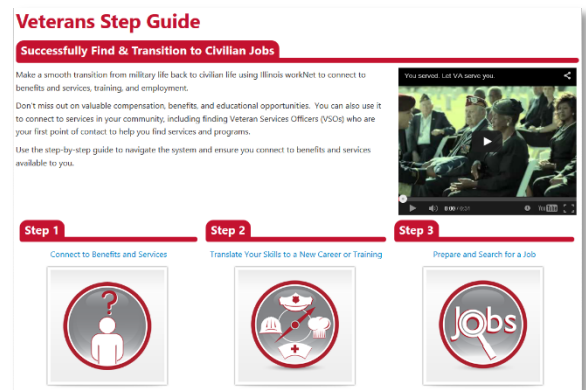 Veterans Step Guide
Successfully Find & Transition to Civilian Jobs
Make a smooth transition from military life back to civilian life using Illinois workNet to connect to
benefits and services, training, and employment.
Don't miss out on valuable compensation, benefits, and educational opportunities. You can also use it
to connect to services in your community, including finding Veteran Services Officers (VSOs) who are
your first point of contact to help you find services and programs.
Use the step-by-step guide to navigate the system and ensure you connect to benefits and services
available to you.
You served. Let VA serve you.
0:00 / 0:31
YouTube
Step 1
Step 2
Step 3
Connect to Benefits and Services
Translate Your Skills to a New Career or Training
Prepare and Search for a Job
?
Jobs